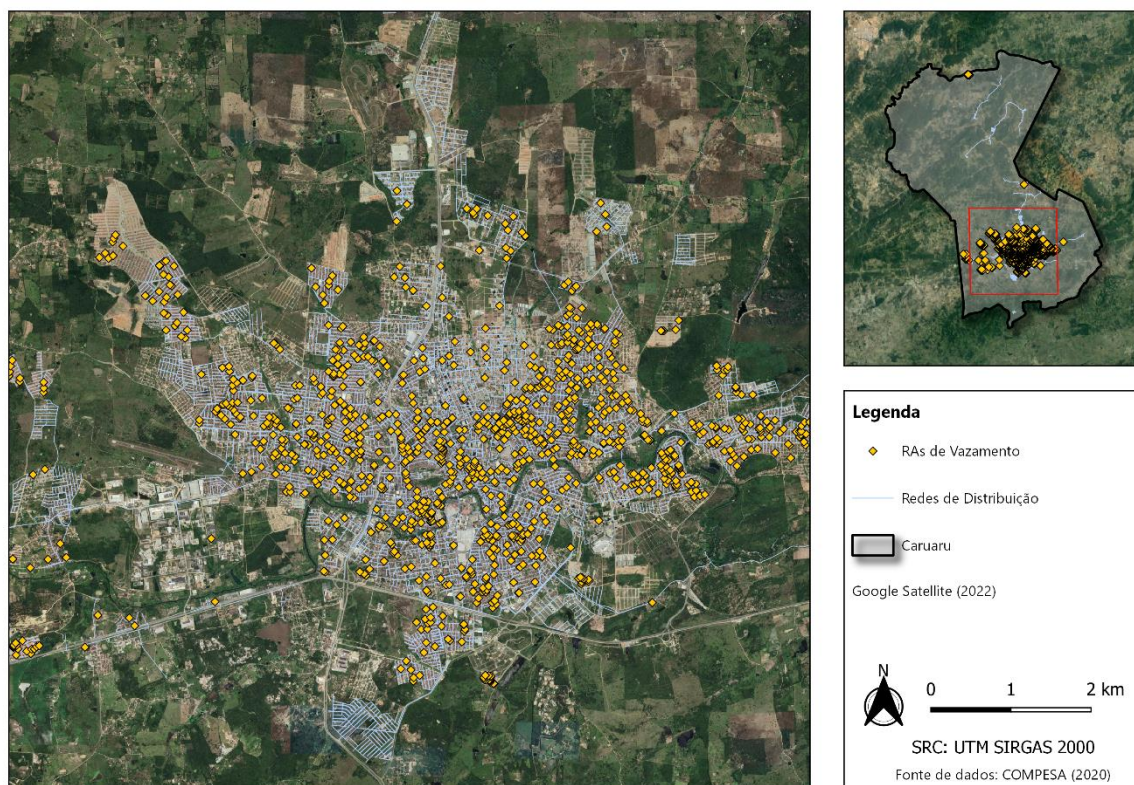 Legenda
RAs de Vazamento
Redes de Distribuição
Caruaru
Google Satellite (2022)
N
0 1 2 km
SRC: UTM SIRGAS 2000
Fonte de dados: COMPESA (2020)